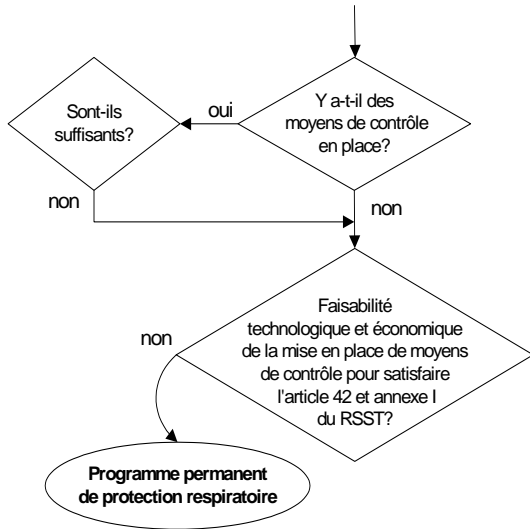 Y a-t-il des
moyens de contrôle
en place?
oui
Sont-ils
suffisants?
non
non
Faisabilité
technologique et économique
de la mise en place de moyens
de contrôle pour satisfaire
l'article 42 et annexe I
du RSST?
non
Programme permanent
de protection respiratoire